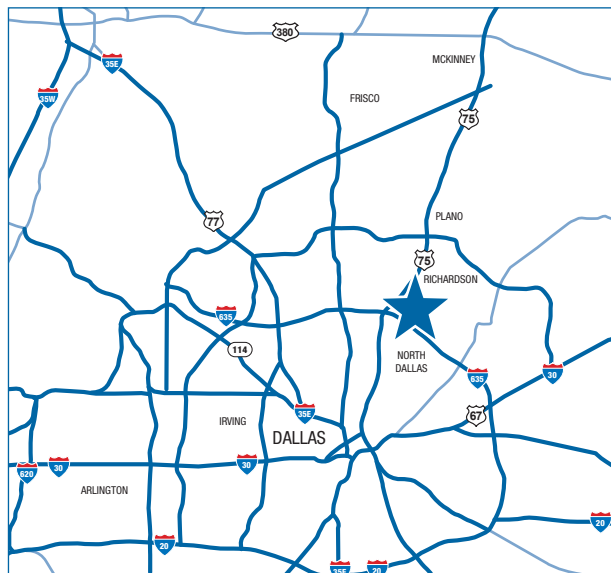 380
MCKINNEY
35E
35W
FRISCO
75
PLANO
77
75
RICHARDSON
635
114
NORTH
DALLAS
635
30
35E
67
IRVING
DALLAS
30
30
620
ARLINGTON
20
20
35E
20